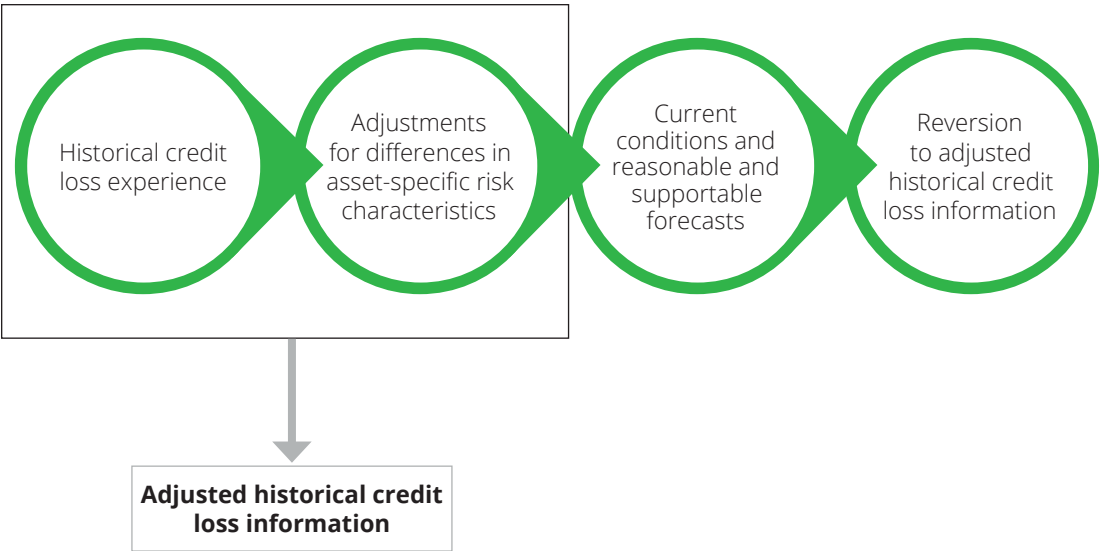 Historical credit
loss experience
Adjustments
for differences in
asset-specific risk
characteristics
Current
conditions and
reasonable and
supportable
forecasts
Reversion
to adjusted
historical credit
loss information
Adjusted historical credit
loss information